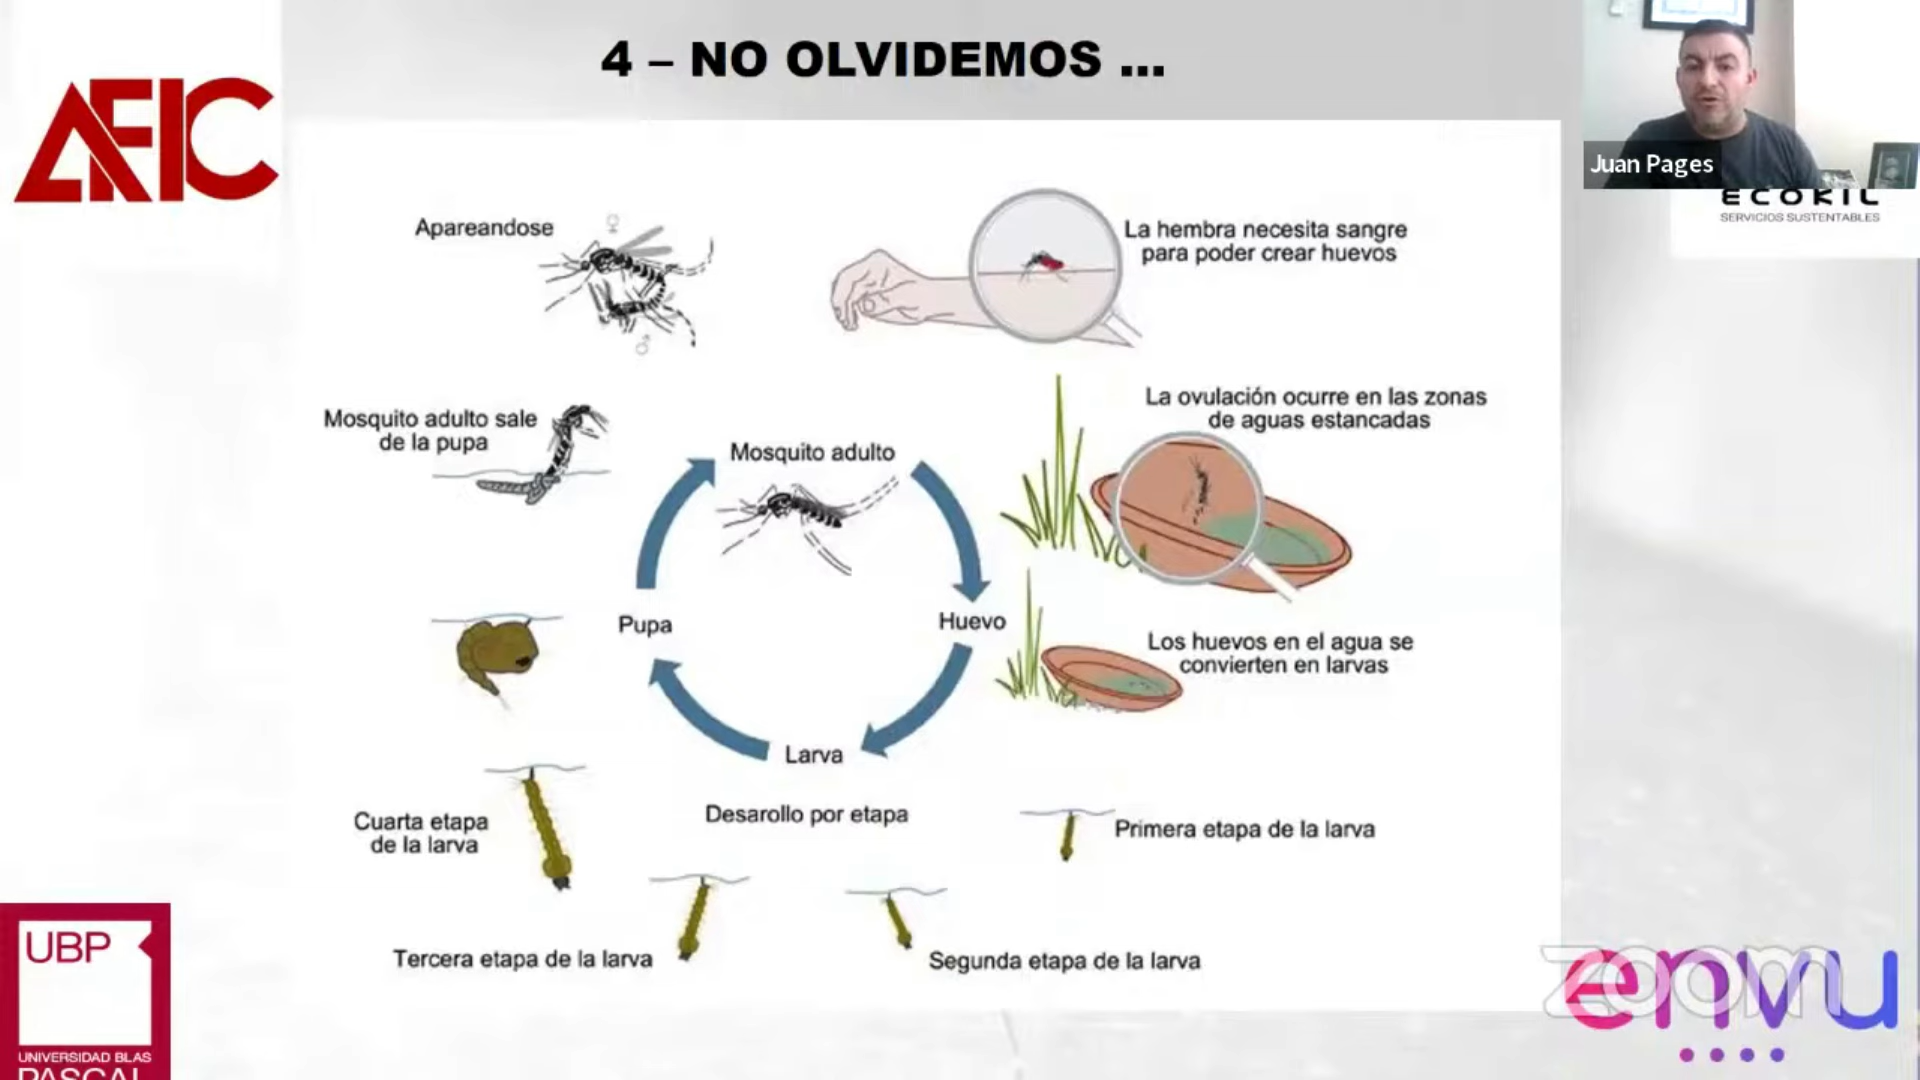 4 – NO OLVIDEMOS ...
AFIC
Juan Pages
ECOKIL
SERVICIOS SUSTENTABLES
Apareandose
La hembra necesita sangre
para poder crear huevos
Mosquito adulto sale
de la pupa
Mosquito adulto
La ovulación ocurre en las zonas
de aguas estancadas
Pupa
Huevo
Los huevos en el agua se
convierten en larvas
Larva
Desarollo por etapa
Cuarta etapa
de la larva
Primera etapa de la larva
Tercera etapa de la larva
Segunda etapa de la larva
UBP
UNIVERSIDAD BLAS
PASCAL
zoom
envu